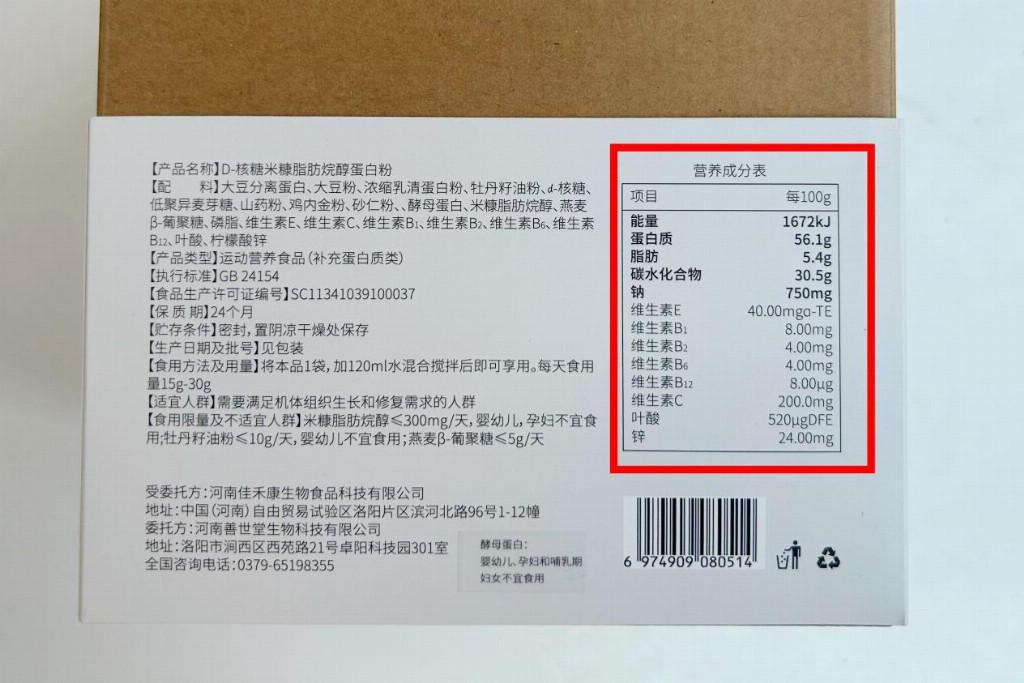 【产品名称】D-核糖米糠脂肪烷醇蛋白粉
【配 料】大豆分离蛋白、大豆粉、浓缩乳清蛋白粉、牡丹籽油粉、d-核糖、
低聚异麦芽糖、山药粉、鸡内金粉、砂仁粉、、酵母蛋白、米糠脂肪烷醇、燕麦
β-葡聚糖、磷脂、维生素E、维生素C、维生素B1、维生素B2、维生素B6、维生素
B12、叶酸、柠檬酸锌
【产品类型】运动营养食品(补充蛋白质类)
【执行标准】GB 24154
【食品生产许可证编号】SC11341039100037
【保 质 期】24个月
【贮存条件】密封,置阴凉干燥处保存
【生产日期及批号】见包装
【食用方法及用量】将本品1袋,加120ml水混合搅拌后即可享用。每天食用
量15g-30g
【适宜人群】需要满足机体组织生长和修复需求的人群
【食用限量及不适宜人群】米糠脂肪烷醇≤300mg/天,婴幼儿,孕妇不宜食
用;牡丹籽油粉≤10g/天,婴幼儿不宜食用;燕麦β-葡聚糖≤5g/天
受委托方:河南佳禾康生物食品科技有限公司
地址:中国(河南)自由贸易试验区洛阳片区滨河北路96号1-12幢
委托方:河南善世堂生物科技有限公司
地址:洛阳市涧西区西苑路21号卓阳科技园301室
全国咨询电话:0379-65198355
酵母蛋白:
婴幼儿、孕妇和哺乳期
妇女不宜食用
营养成分表
项目 每100g
能量 1672kJ
蛋白质 56.1g
脂肪 5.4g
碳水化合物 30.5g
钠 750mg
维生素E 40.00mgα-TE
维生素B1 8.00mg
维生素B2 4.00mg
维生素B6 4.00mg
维生素B12 8.00μg
维生素C 200.0mg
叶酸 520μgDFE
锌 24.00mg
6 974909 080514